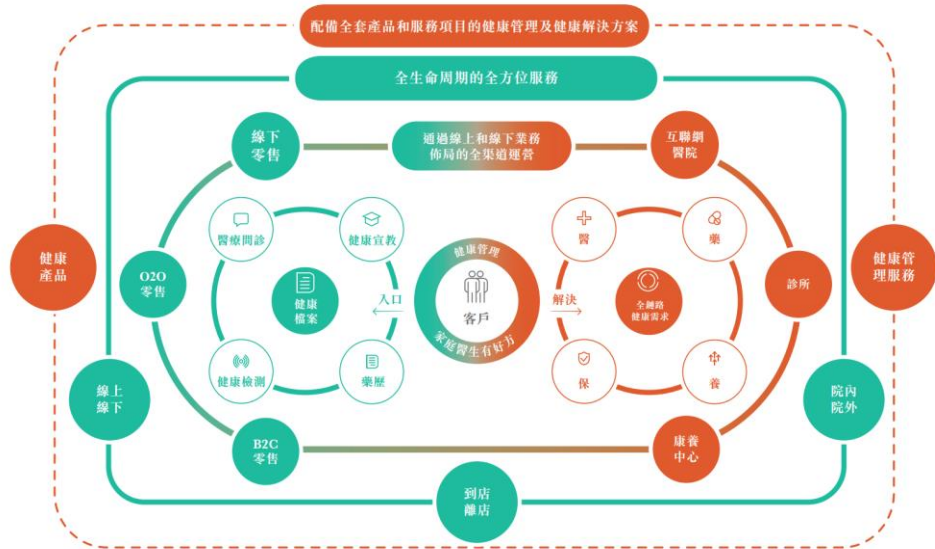 配備全套產品和服務項目的健康管理及健康解決方案
全生命周期的全方位服務
線下
零售
通過線上和線下業務
佈局的全渠道運營
互聯網
醫院
醫療問診
健康宣教
醫
藥
健康
產品
O2O
零售
健康
檔案
入口
健康管理
客戶
家庭醫生有好方
解決
全鏈路
健康需求
診所
健康管
理服務
健康檢測
藥歷
保
養
線上
線下
院內
院外
B2C
零售
康養
中心
到店
離店